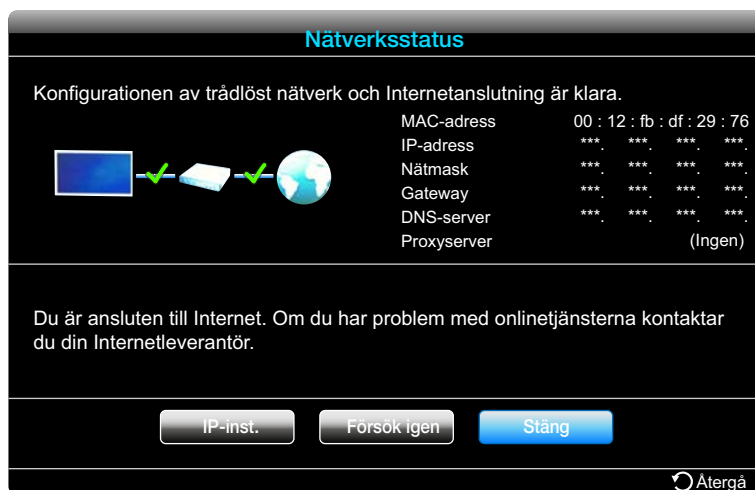 Nätverksstatus
Konfigurationen av trådlöst nätverk och Internetanslutning är klara.
MAC-adress 00 : 12 : fb : df : 29 : 76
IP-adress ***. ***. ***. ***.
Nätmask ***. ***. ***. ***.
Gateway ***. ***. ***. ***.
DNS-server ***. ***. ***. ***.
Proxyserver (Ingen)
Du är ansluten till Internet. Om du har problem med onlinetjänsterna kontaktar
du din Internetleverantör.
IP-inst. Försök igen Stäng
Återgå